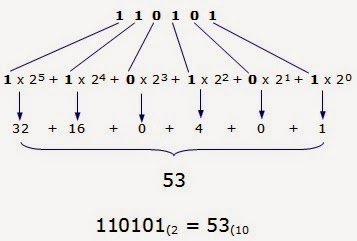 1 1 0 1 0 1
1 x 2⁵ + 1 x 2⁴ + 0 x 2³ + 1 x 2² + 0 x 2¹ + 1 x 2⁰
32 + 16 + 0 + 4 + 0 + 1
53
110101₍₂ = 53₍₁₀